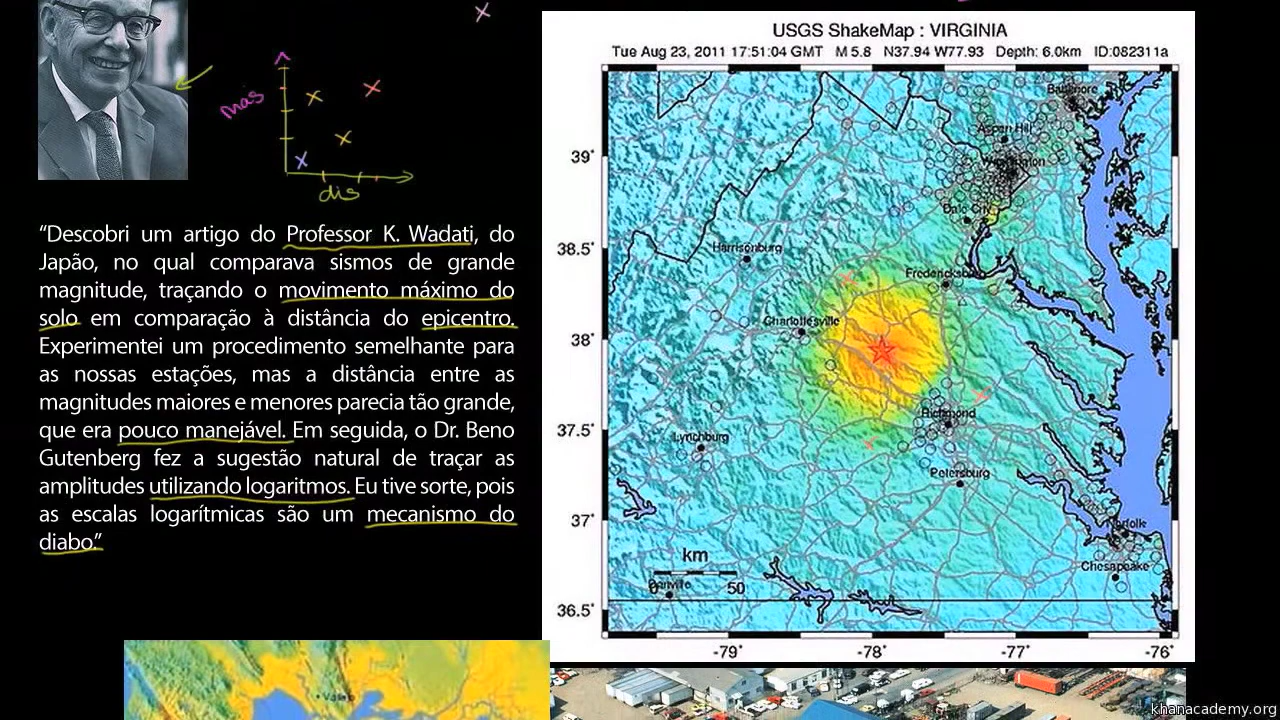 USGS ShakeMap : VIRGINIA
Tue Aug 23, 2011 17:51:04 GMT M 5.8 N37.94 W77.93 Depth: 6.0km ID:082311a
mag
dis
“Descobri um artigo do Professor K. Wadati, do
Japão, no qual comparava sismos de grande
magnitude, traçando o movimento máximo do
solo em comparação à distância do epicentro.
Experimentei um procedimento semelhante para
as nossas estações, mas a distância entre as
magnitudes maiores e menores parecia tão grande,
que era pouco manejável. Em seguida, o Dr. Beno
Gutenberg fez a sugestão natural de traçar as
amplitudes utilizando logaritmos. Eu tive sorte, pois
as escalas logarítmicas são um mecanismo do
diabo.”
Baltimore
Aspen Hill
39°
Washington
Dale City
38.5°
Harrisonburg
Fredericksburg
Charlottesville
38°
Richmond
37.5°
Lynchburg
Petersburg
37°
Norfolk
km
Chesapeake
0 50
Danville
36.5°
-79° -78° -77° -76°
Vallejo
khanacademy.org